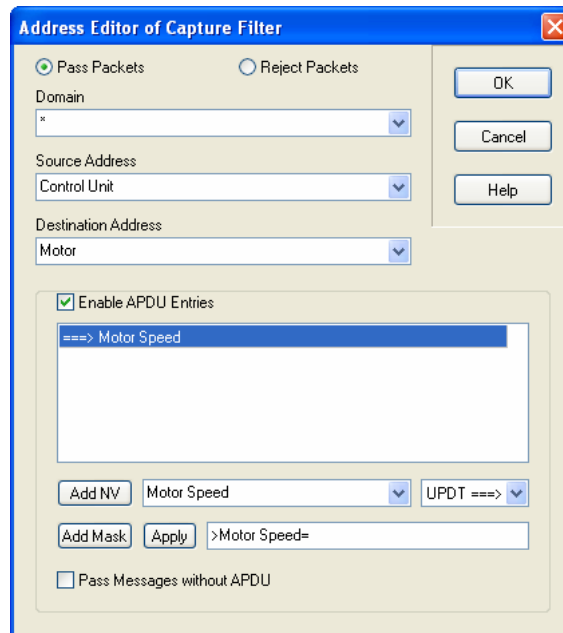 Address Editor of Capture Filter
Pass Packets
Reject Packets
OK
Domain
*
Cancel
Source Address
Control Unit
Help
Destination Address
Motor
Enable APDU Entries
===> Motor Speed
Add NV
Motor Speed
UPDT ===>
Add Mask
Apply
>Motor Speed=
Pass Messages without APDU